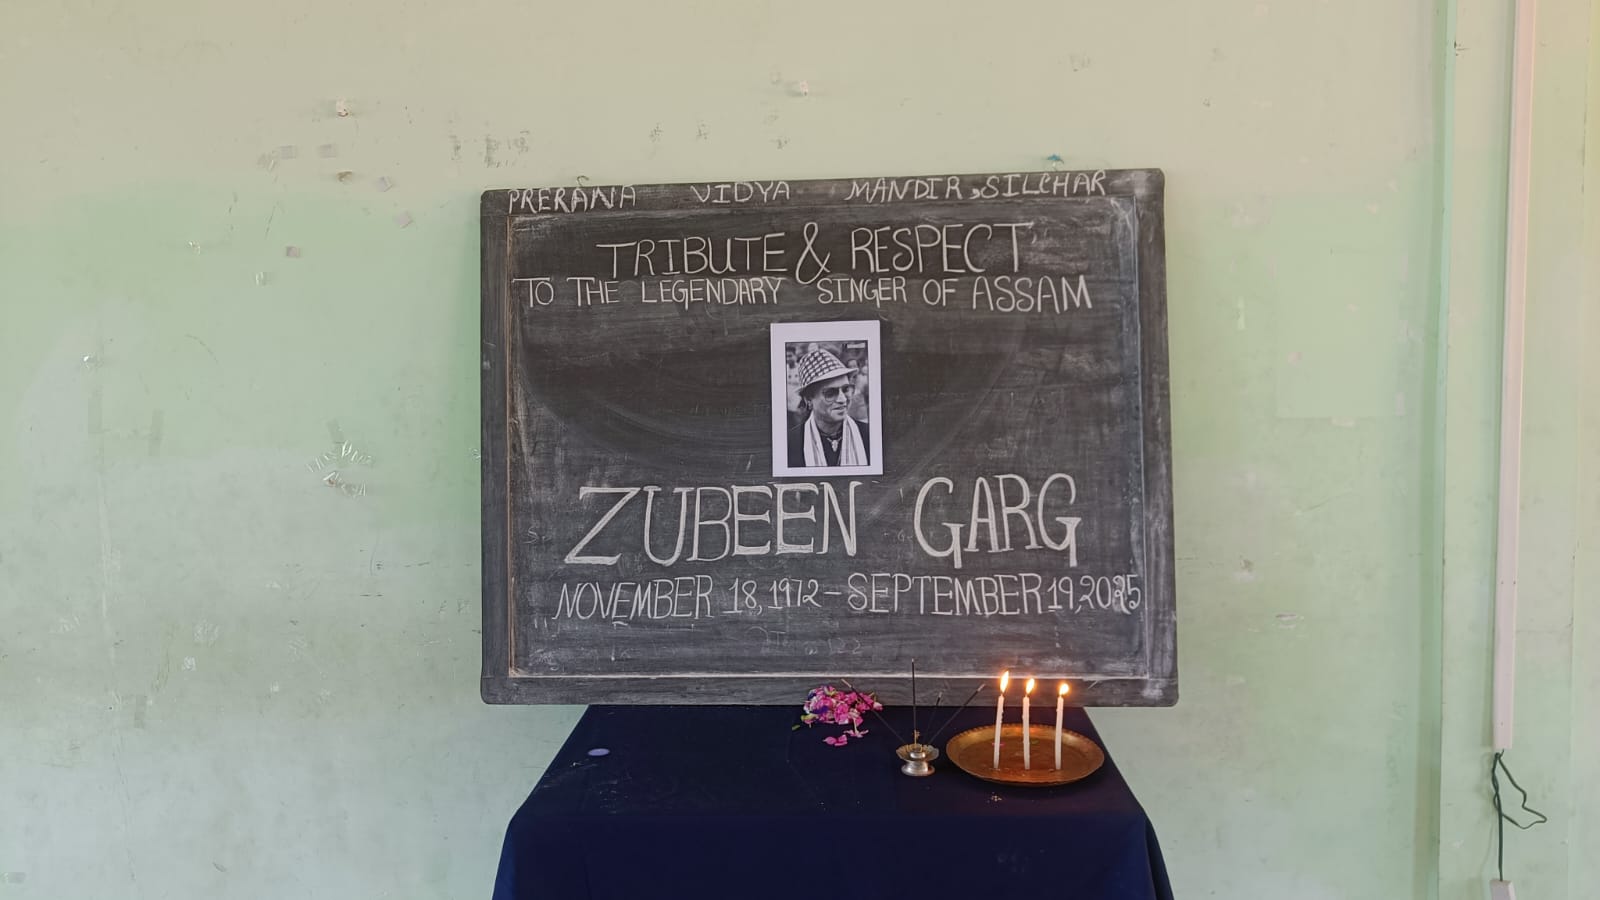 PRERANA VIDYA MANDIR, SILCHAR
TRIBUTE & RESPECT
TO THE LEGENDARY SINGER OF ASSAM
ZUBEEN GARG
NOVEMBER 18, 1972 - SEPTEMBER 19, 2025